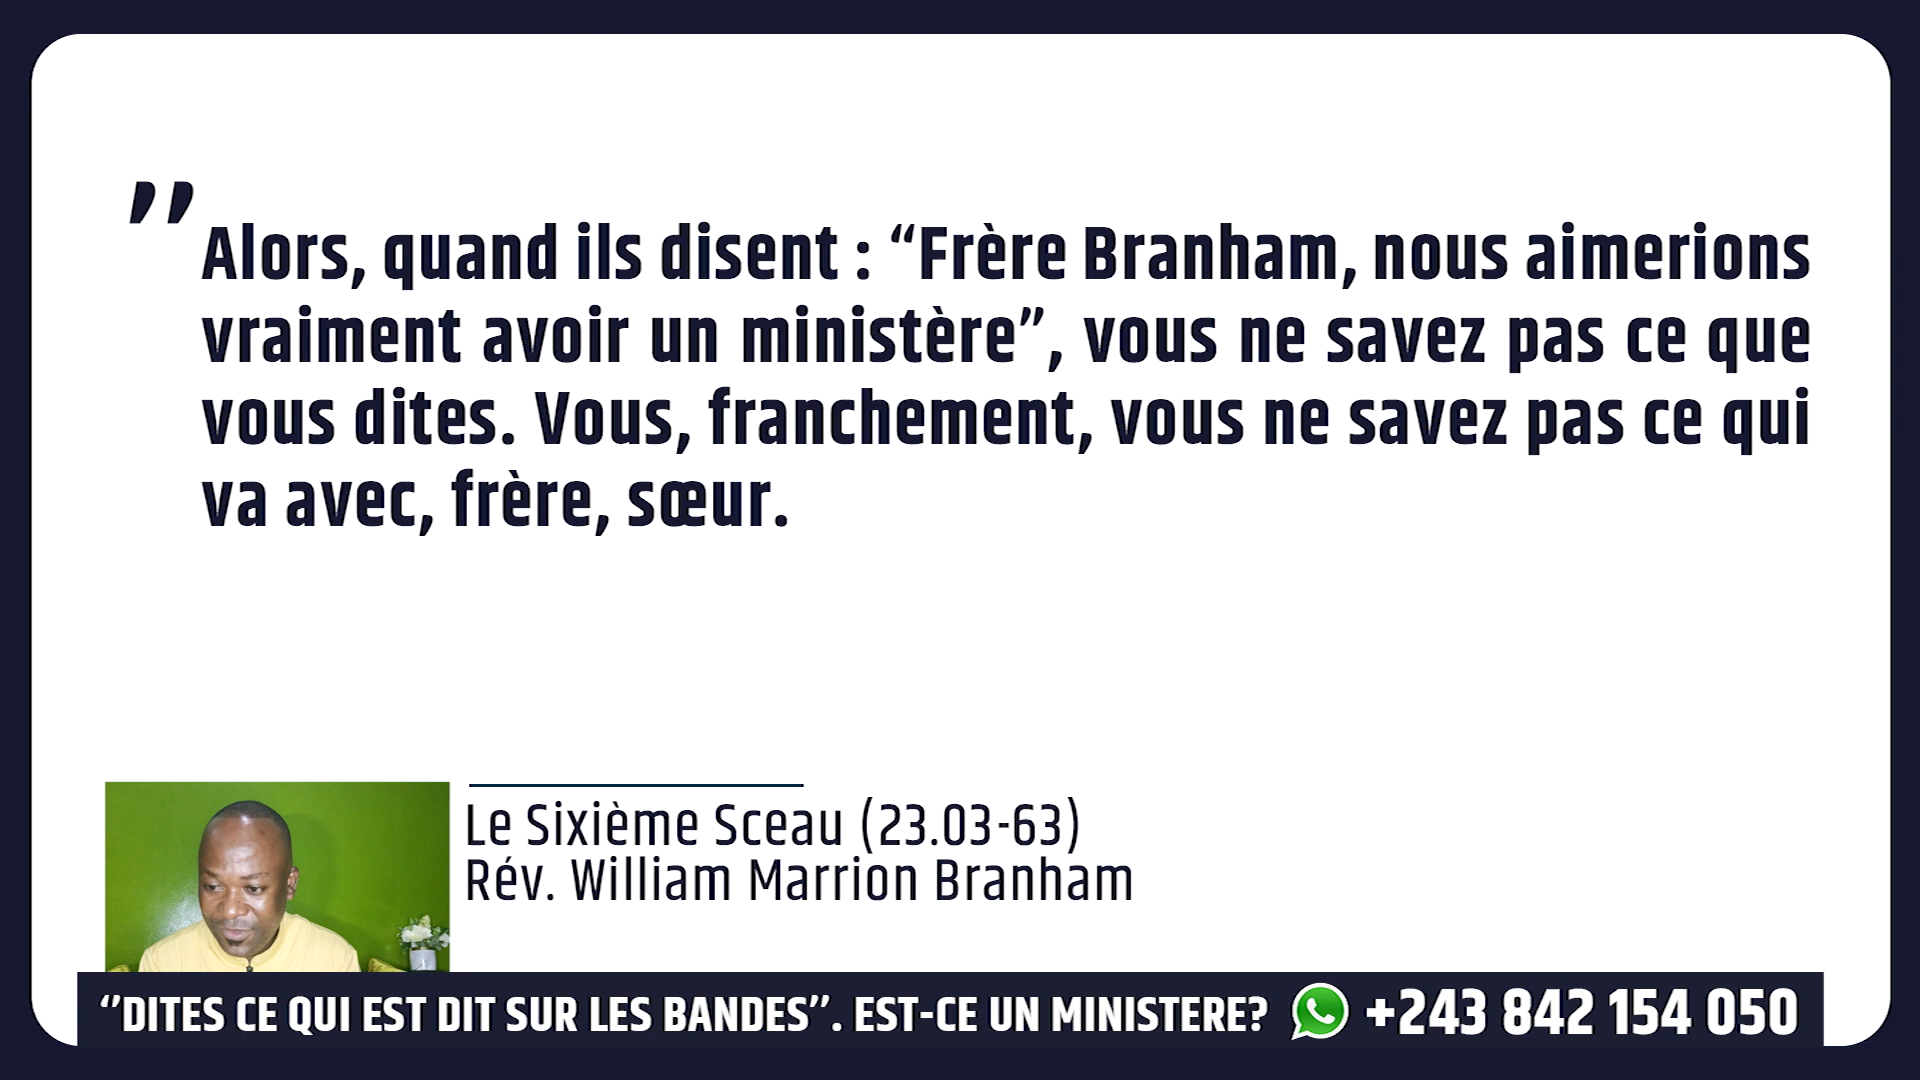 ”
Alors, quand ils disent : “Frère Branham, nous aimerions
vraiment avoir un ministère”, vous ne savez pas ce que
vous dites. Vous, franchement, vous ne savez pas ce qui
va avec, frère, sœur.
Le Sixième Sceau (23.03-63)
Rév. William Marrion Branham
‘’DITES CE QUI EST DIT SUR LES BANDES’’. EST-CE UN MINISTERE? +243 842 154 050